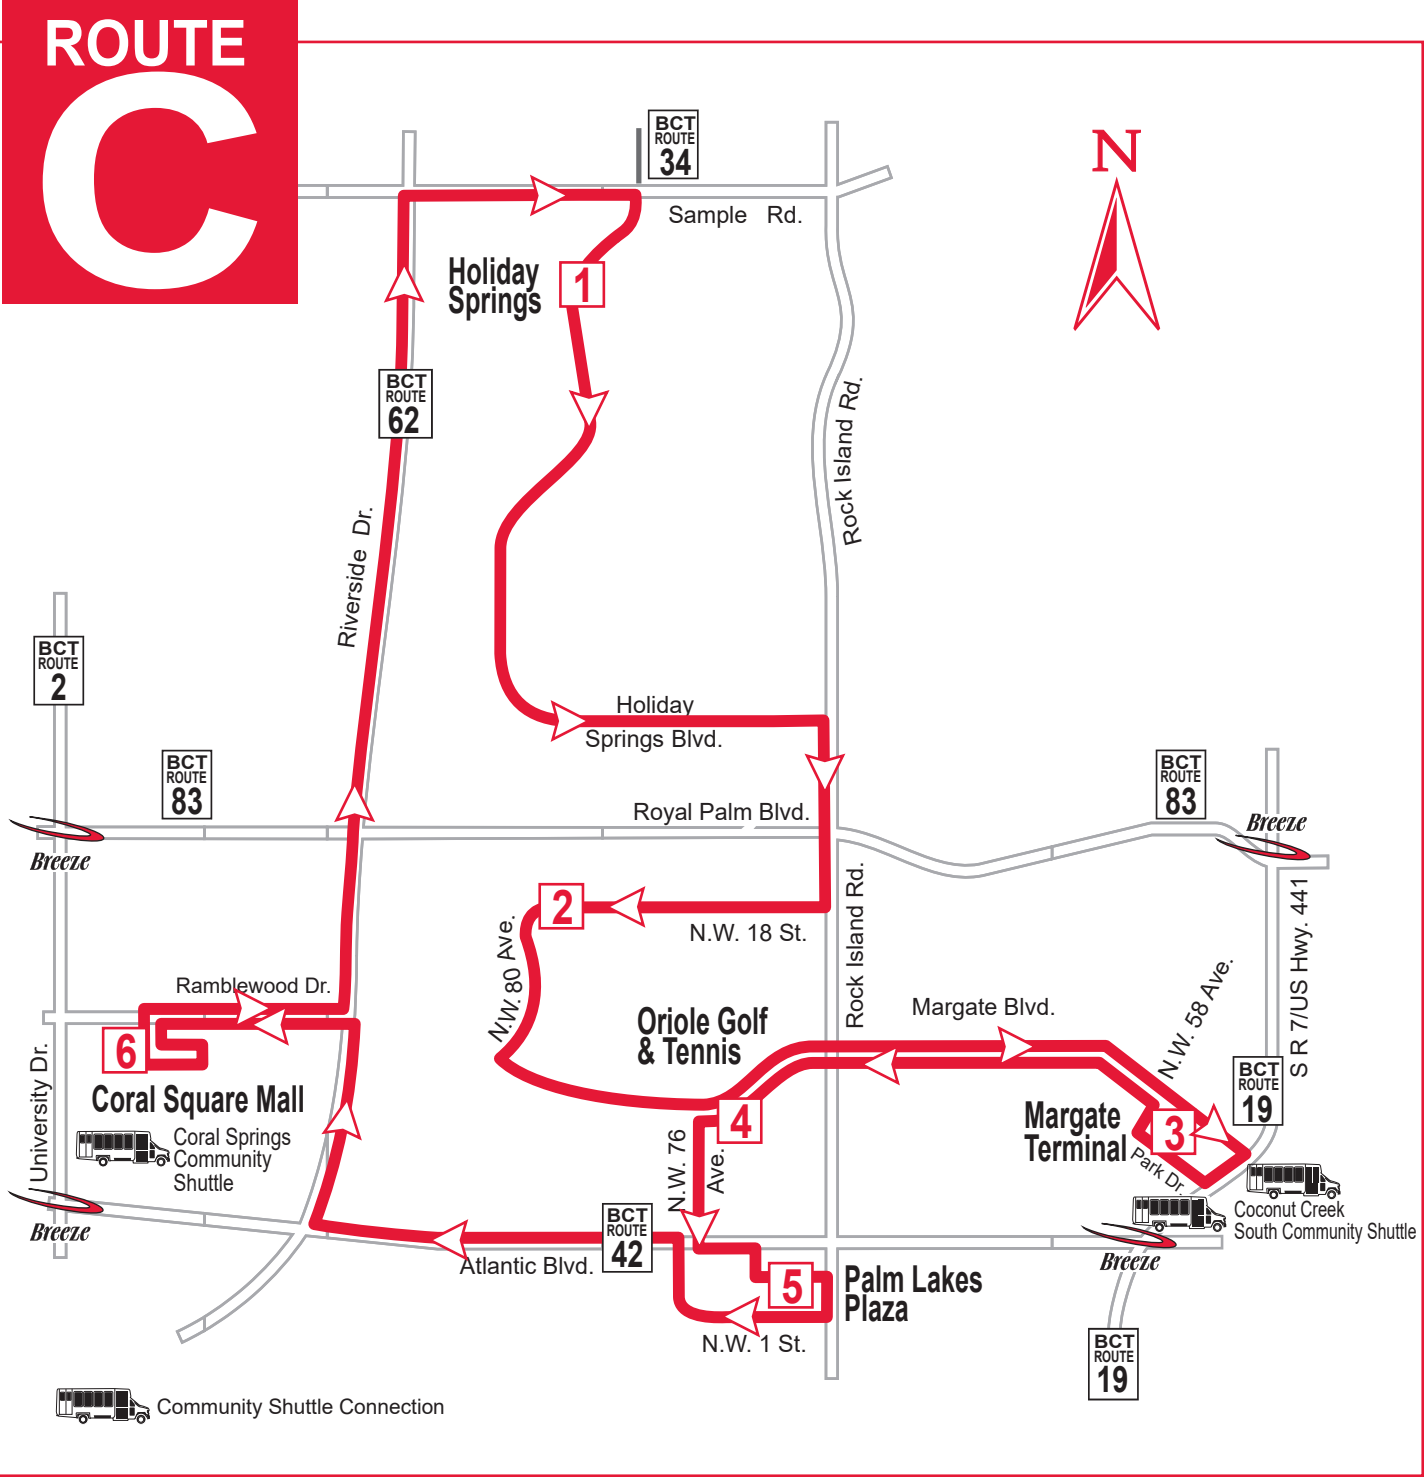 ROUTE
C
BCT
ROUTE
34
N
Sample Rd.
Holiday
Springs
1
BCT
ROUTE
62
Rock Island Rd.
Riverside Dr.
BCT
ROUTE
2
Holiday
Springs Blvd.
BCT
ROUTE
83
BCT
ROUTE
83
Royal Palm Blvd.
Breeze
Breeze
2
N.W. 18 St.
N.W. 80 Ave.
Rock Island Rd.
S R 7/US Hwy. 441
N.W. 58 Ave.
Ramblewood Dr.
Oriole Golf
& Tennis
Margate Blvd.
6
University Dr.
Coral Square Mall
Coral Springs
Community
Shuttle
4
N.W. 76
Ave.
Margate
Terminal
3
Park Dr.
BCT
ROUTE
19
Coconut Creek
South Community Shuttle
Breeze
BCT
ROUTE
42
Atlantic Blvd.
Breeze
5
Palm Lakes
Plaza
N.W. 1 St.
BCT
ROUTE
19
Community Shuttle Connection